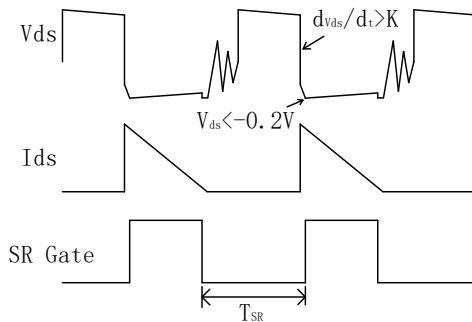 Vds
dVds/dt>K
Vds<-0.2V
Ids
SR Gate
TSR